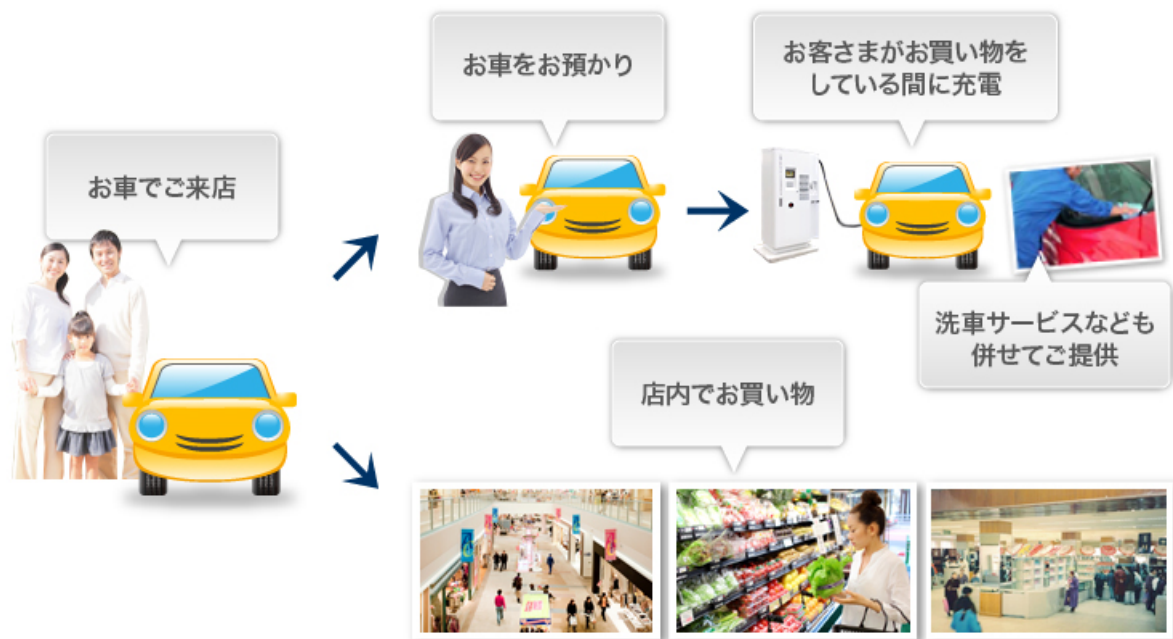 お車でご来店
お車をお預かり
お客さまがお買い物を
している間に充電
洗車サービスなども
併せてご提供
店内でお買い物